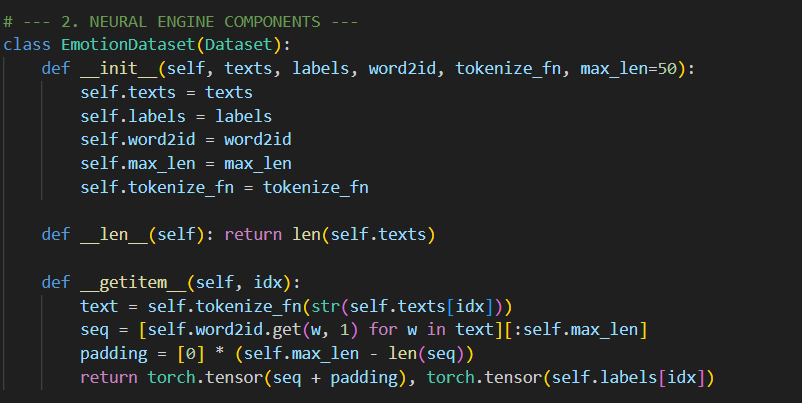 # --- 2. NEURAL ENGINE COMPONENTS ---
class EmotionDataset(Dataset):
    def __init__(self, texts, labels, word2id, tokenize_fn, max_len=50):
        self.texts = texts
        self.labels = labels
        self.word2id = word2id
        self.max_len = max_len
        self.tokenize_fn = tokenize_fn

    def __len__(self): return len(self.texts)

    def __getitem__(self, idx):
        text = self.tokenize_fn(str(self.texts[idx]))
        seq = [self.word2id.get(w, 1) for w in text][:self.max_len]
        padding = [0] * (self.max_len - len(seq))
        return torch.tensor(seq + padding), torch.tensor(self.labels[idx])